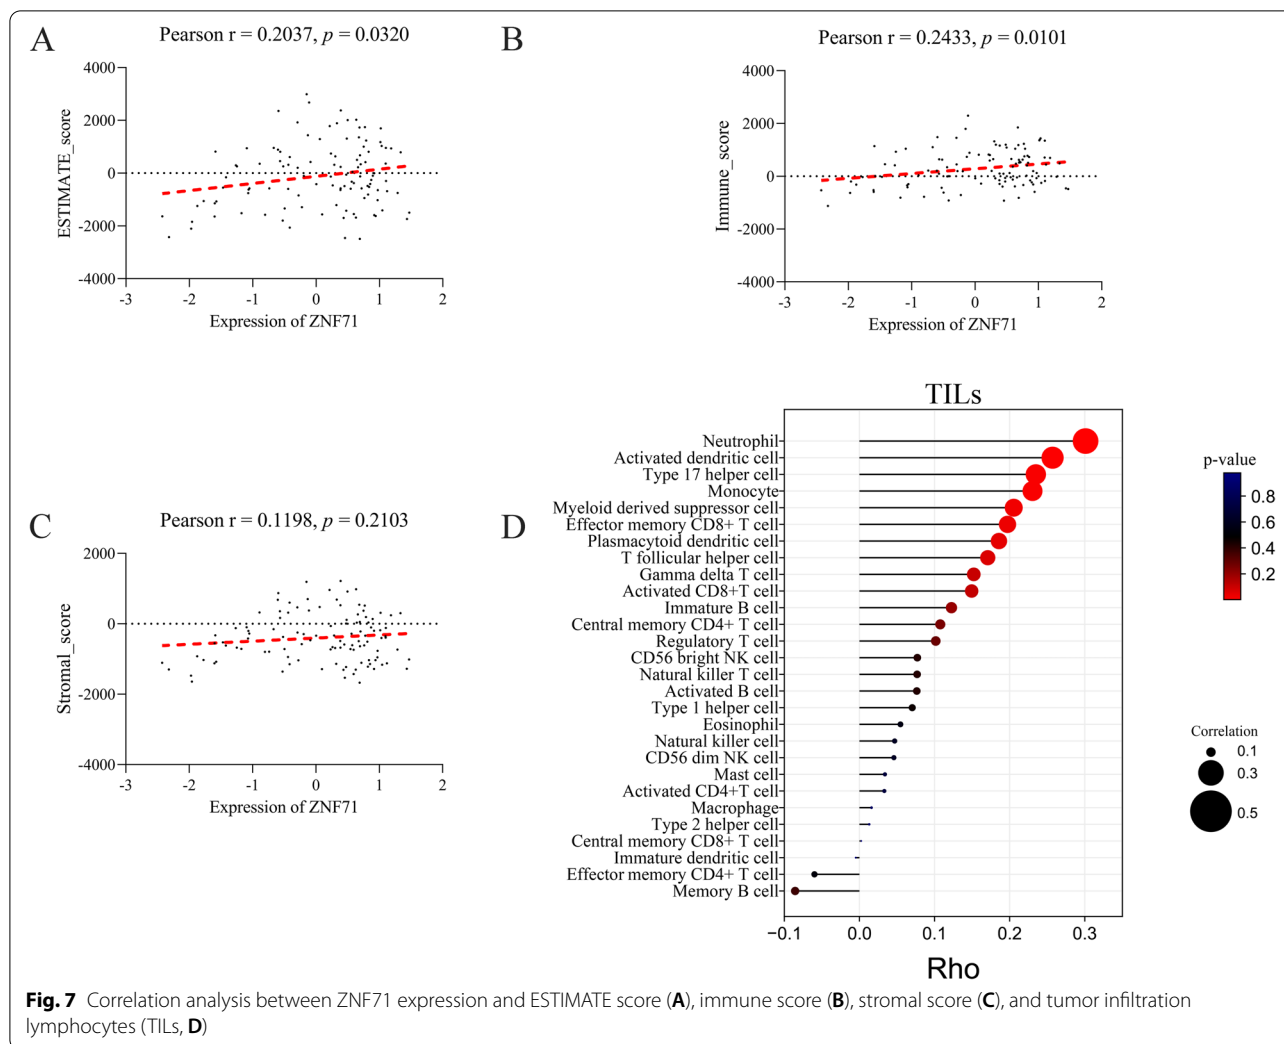 A
Pearson r = 0.2037, p = 0.0320
4000
2000
0
-2000
-4000
ESTIMATE_score
-3 -2 -1 0 1 2
Expression of ZNF71
B
Pearson r = 0.2433, p = 0.0101
4000
2000
0
-2000
-4000
Immune_score
-3 -2 -1 0 1 2
Expression of ZNF71
C
Pearson r = 0.1198, p = 0.2103
2000
0
-2000
-4000
Stromal_score
-3 -2 -1 0 1 2
Expression of ZNF71
D
TILs
Neutrophil
Activated dendritic cell
Type 17 helper cell
Monocyte
Myeloid derived suppressor cell
Effector memory CD8+ T cell
Plasmacytoid dendritic cell
T follicular helper cell
Gamma delta T cell
Activated CD8+T cell
Immature B cell
Central memory CD4+ T cell
Regulatory T cell
CD56 bright NK cell
Natural killer T cell
Activated B cell
Type 1 helper cell
Eosinophil
Natural killer cell
CD56 dim NK cell
Mast cell
Activated CD4+T cell
Macrophage
Type 2 helper cell
Central memory CD8+ T cell
Immature dendritic cell
Effector memory CD4+ T cell
Memory B cell
−0.1 0.0 0.1 0.2 0.3
Rho
p-value
0.8
0.6
0.4
0.2
Correlation
0.1
0.3
0.5
Fig. 7 Correlation analysis between ZNF71 expression and ESTIMATE score (A), immune score (B), stromal score (C), and tumor infiltration
lymphocytes (TILs, D)